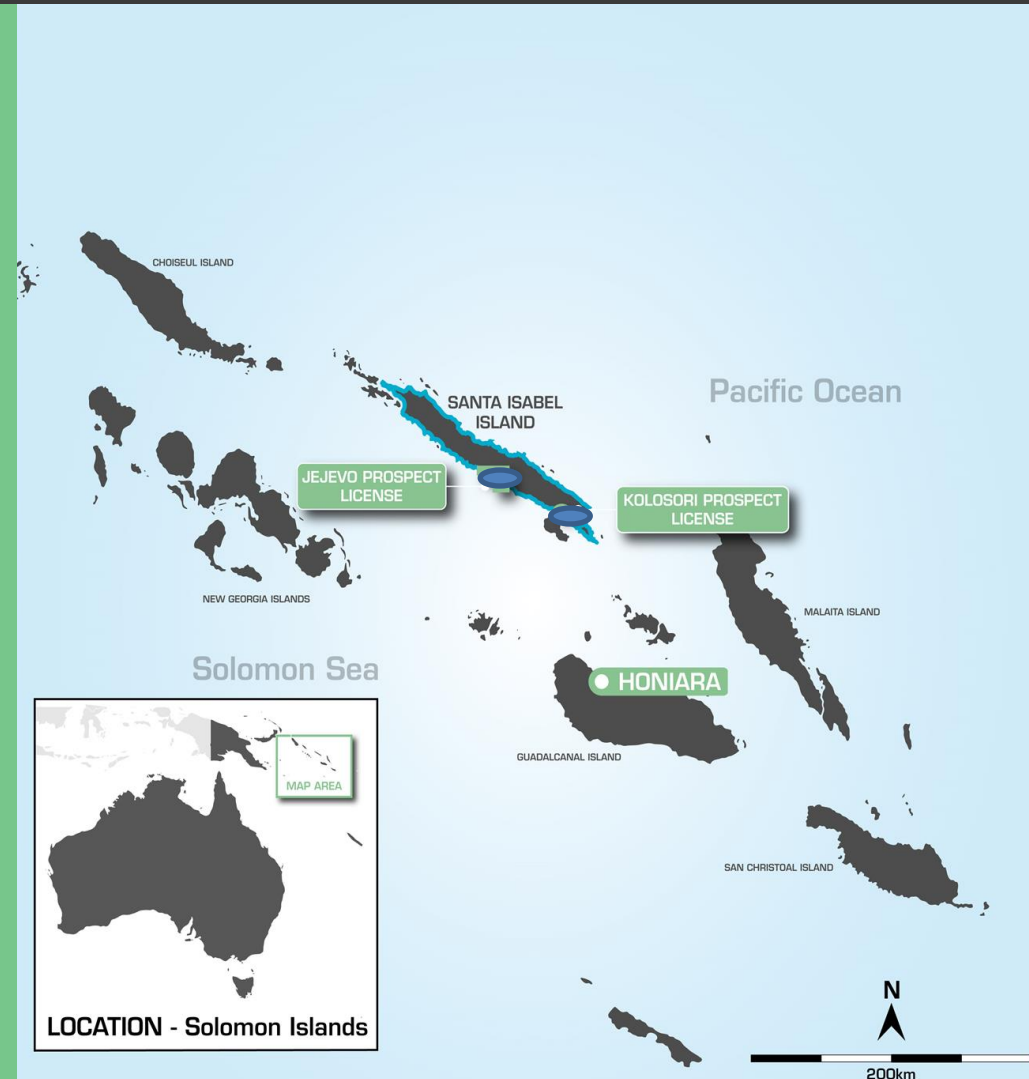 CHOISEUL ISLAND
SANTA ISABEL
ISLAND
Pacific Ocean
JEJEVO PROSPECT
LICENSE
KOLOSORI PROSPECT
LICENSE
NEW GEORGIA ISLANDS
MALAITA ISLAND
Solomon Sea
HONIARA
GUADALCANAL ISLAND
MAP AREA
SAN CHRISTOAL ISLAND
LOCATION - Solomon Islands
N
200km